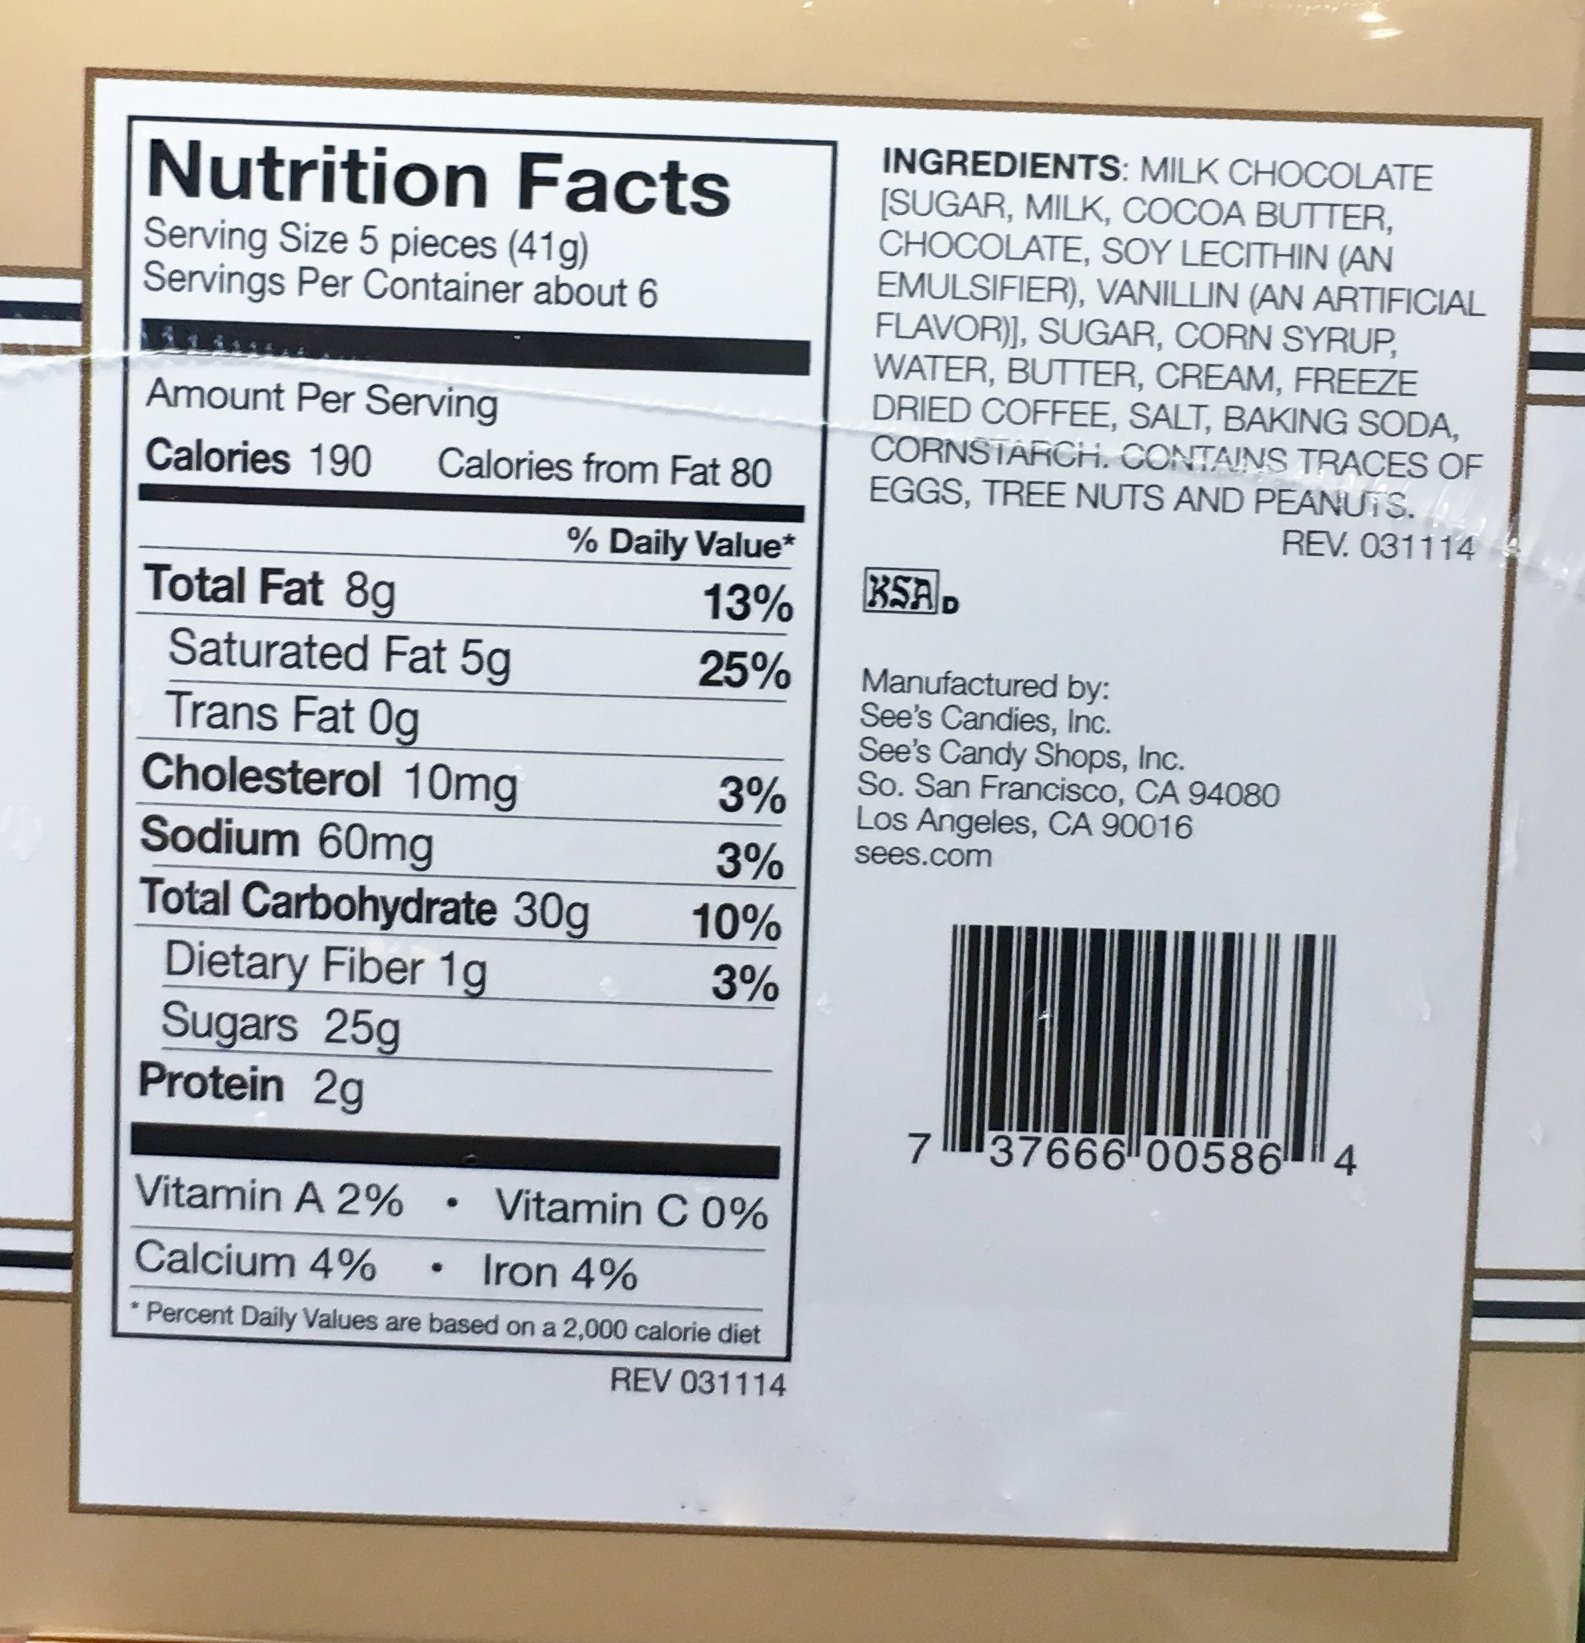 Nutrition Facts
Serving Size 5 pieces (41g)
Servings Per Container about 6
Amount Per Serving
Calories 190 Calories from Fat 80
% Daily Value*
Total Fat 8g 13%
Saturated Fat 5g 25%
Trans Fat 0g
Cholesterol 10mg 3%
Sodium 60mg 3%
Total Carbohydrate 30g 10%
Dietary Fiber 1g 3%
Sugars 25g
Protein 2g
Vitamin A 2% • Vitamin C 0%
Calcium 4% • Iron 4%
* Percent Daily Values are based on a 2,000 calorie diet
REV 031114
INGREDIENTS: MILK CHOCOLATE
[SUGAR, MILK, COCOA BUTTER,
CHOCOLATE, SOY LECITHIN (AN
EMULSIFIER), VANILLIN (AN ARTIFICIAL
FLAVOR)], SUGAR, CORN SYRUP,
WATER, BUTTER, CREAM, FREEZE
DRIED COFFEE, SALT, BAKING SODA,
CORNSTARCH. CONTAINS TRACES OF
EGGS, TREE NUTS AND PEANUTS.
REV. 031114
KSA D
Manufactured by:
See's Candies, Inc.
See's Candy Shops, Inc.
So. San Francisco, CA 94080
Los Angeles, CA 90016
sees.com
7 37666 00586 4